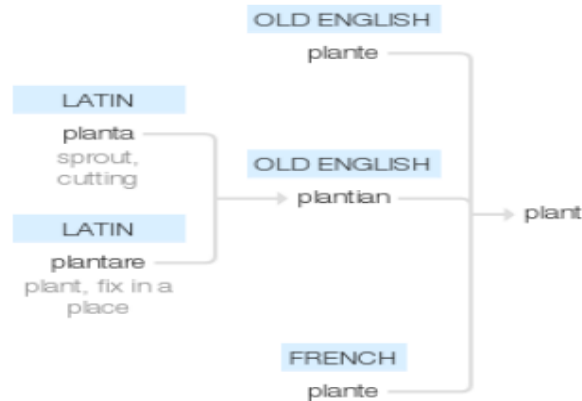 OLD ENGLISH
plante
LATIN
planta
sprout,
cutting
OLD ENGLISH
plantian
plant
LATIN
plantare
plant, fix in a
place
FRENCH
plante